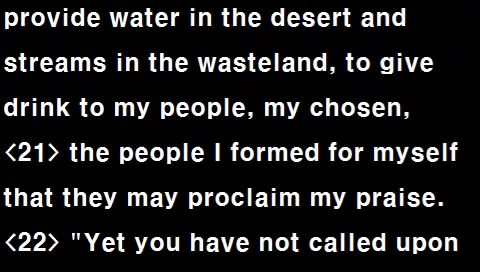 provide water in the desert and
streams in the wasteland, to give
drink to my people, my chosen,
<21> the people I formed for myself
that they may proclaim my praise.
<22> "Yet you have not called upon